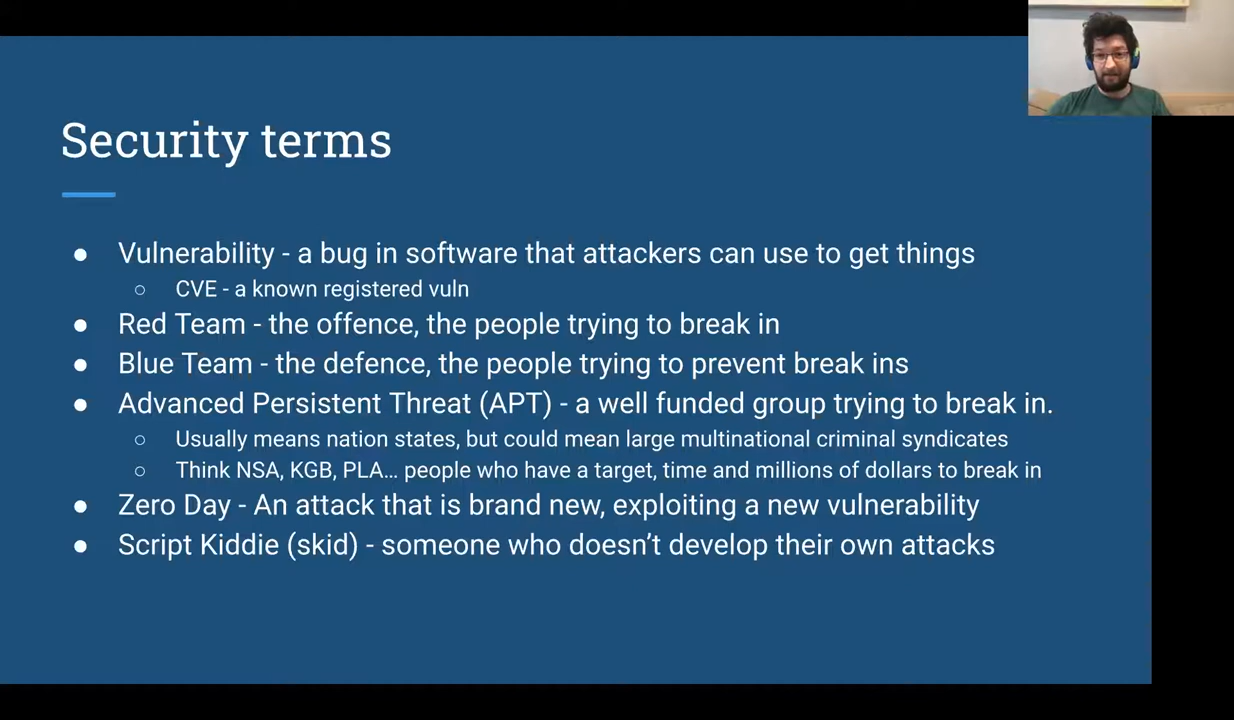 Security terms
● Vulnerability - a bug in software that attackers can use to get things
○ CVE - a known registered vuln
● Red Team - the offence, the people trying to break in
● Blue Team - the defence, the people trying to prevent break ins
● Advanced Persistent Threat (APT) - a well funded group trying to break in.
○ Usually means nation states, but could mean large multinational criminal syndicates
○ Think NSA, KGB, PLA... people who have a target, time and millions of dollars to break in
● Zero Day - An attack that is brand new, exploiting a new vulnerability
● Script Kiddie (skid) - someone who doesn’t develop their own attacks